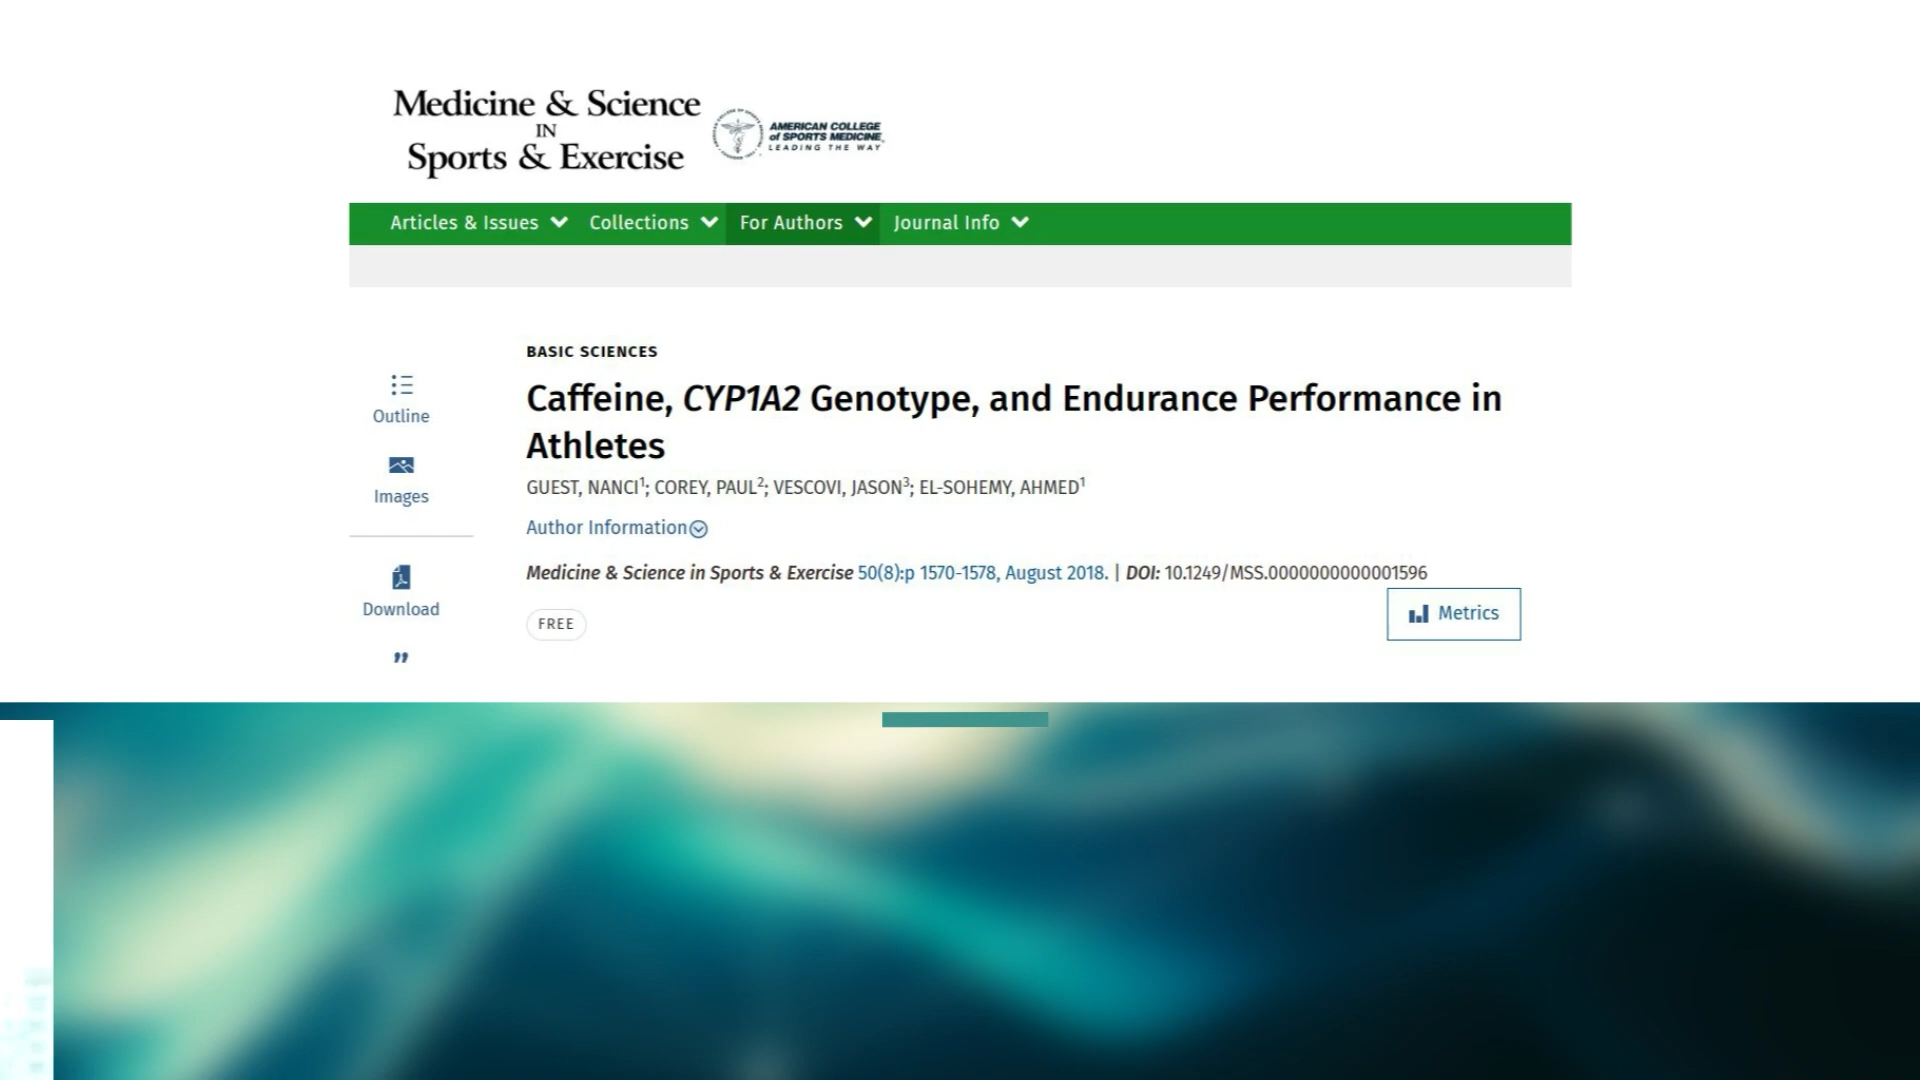 Medicine & Science
IN
Sports & Exercise
AMERICAN COLLEGE
of SPORTS MEDICINE
LEADING THE WAY
Articles & Issues Collections For Authors Journal Info
BASIC SCIENCES
Outline
Images
Download
”
Caffeine, CYP1A2 Genotype, and Endurance Performance in
Athletes
GUEST, NANCI1; COREY, PAUL2; VESCOVI, JASON3; EL-SOHEMY, AHMED1
Author Information
Medicine & Science in Sports & Exercise 50(8):p 1570-1578, August 2018. | DOI: 10.1249/MSS.0000000000001596
FREE
Metrics